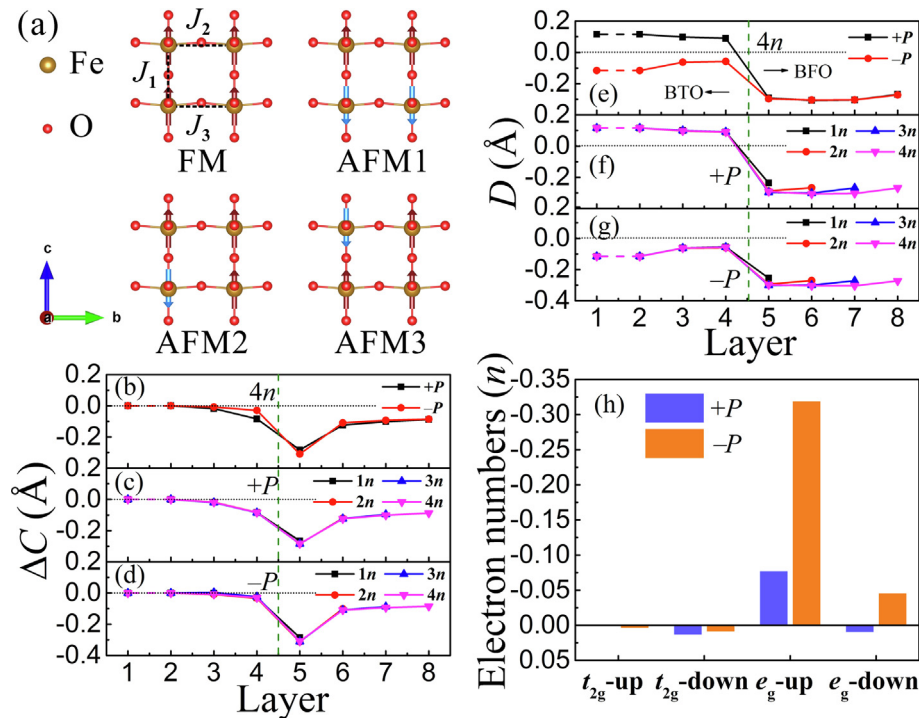 (a)
Fe
O
J2
J1
J3
FM
AFM1
c
a
b
AFM2
AFM3
(b)
4n
+P
–P
0.2
0.0
-0.2
0.2
(c)
+P
1n
3n
2n
4n
0.0
-0.2
0.2
(d)
–P
1n
3n
2n
4n
0.0
-0.2
-0.4
ΔC (Å)
1 2 3 4 5 6 7 8
Layer
0.2
0.0
-0.2
0.2
4n
+P
–P
BFO
BTO
(e)
(f)
+P
1n
3n
2n
4n
0.0
-0.2
0.2
(g)
–P
1n
3n
2n
4n
0.0
-0.2
-0.4
D (Å)
1 2 3 4 5 6 7 8
Layer
(h)
+P
–P
-0.35
-0.30
-0.25
-0.20
-0.15
-0.10
-0.05
0.00
0.05
Electron numbers (n)
t2g-up t2g-down eg-up eg-down